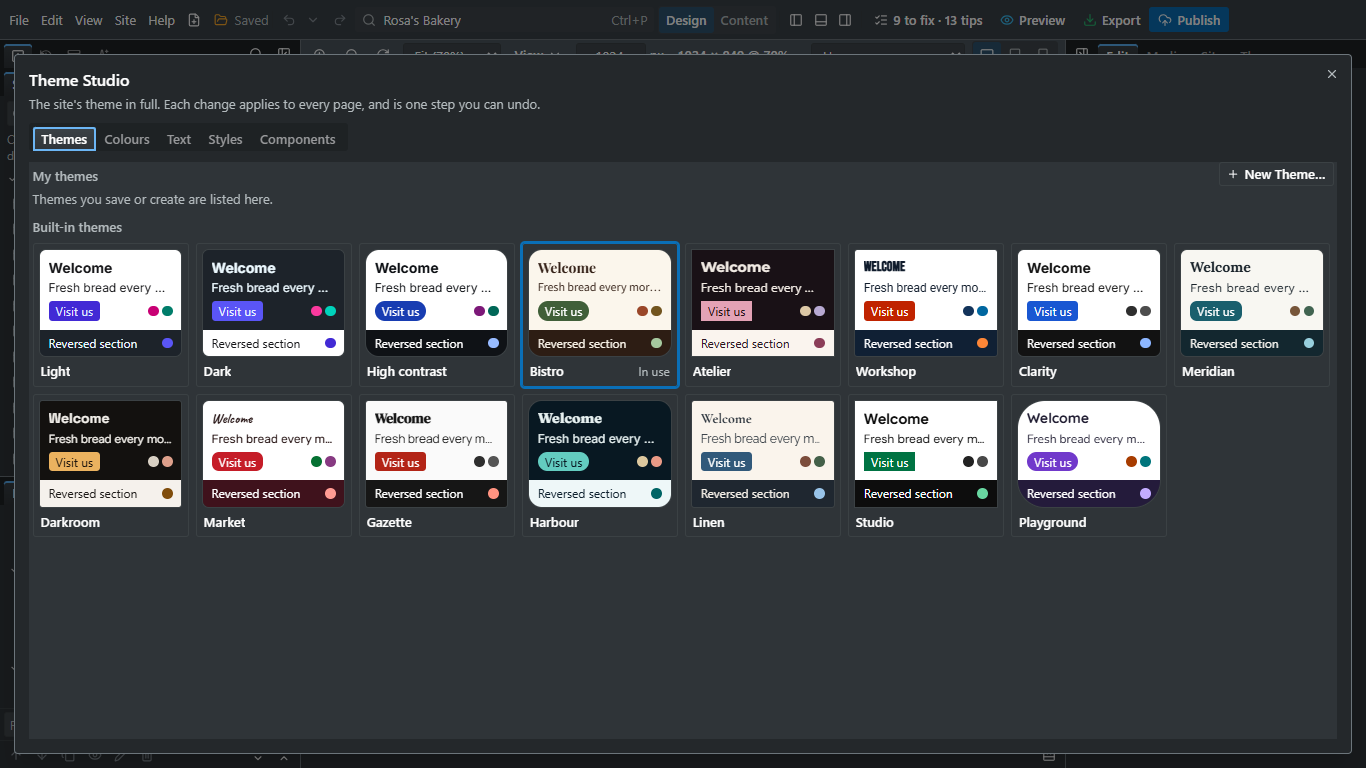 File Edit View Site Help Saved Rosa's Bakery Ctrl+P Design Content 9 to fix · 13 tips Preview Export Publish
Theme Studio
The site's theme in full. Each change applies to every page, and is one step you can undo.
Themes Colours Text Styles Components
My themes
+ New Theme...
Themes you save or create are listed here.
Built-in themes
Welcome Welcome Welcome Welcome Welcome WELCOME Welcome Welcome
Fresh bread every ... Fresh bread every ... Fresh bread every ... Fresh bread every mor... Fresh bread every ... Fresh bread every mo... Fresh bread every ... Fresh bread every ...
Visit us Visit us Visit us Visit us Visit us Visit us Visit us Visit us
Reversed section Reversed section Reversed section Reversed section Reversed section Reversed section Reversed section Reversed section
Light Dark High contrast Bistro In use Atelier Workshop Clarity Meridian
Welcome Welcome Welcome Welcome Welcome Welcome Welcome
Fresh bread every mo... Fresh bread every m... Fresh bread every m... Fresh bread every ... Fresh bread every m... Fresh bread every m... Fresh bread every m...
Visit us Visit us Visit us Visit us Visit us Visit us Visit us
Reversed section Reversed section Reversed section Reversed section Reversed section Reversed section Reversed section
Darkroom Market Gazette Harbour Linen Studio Playground